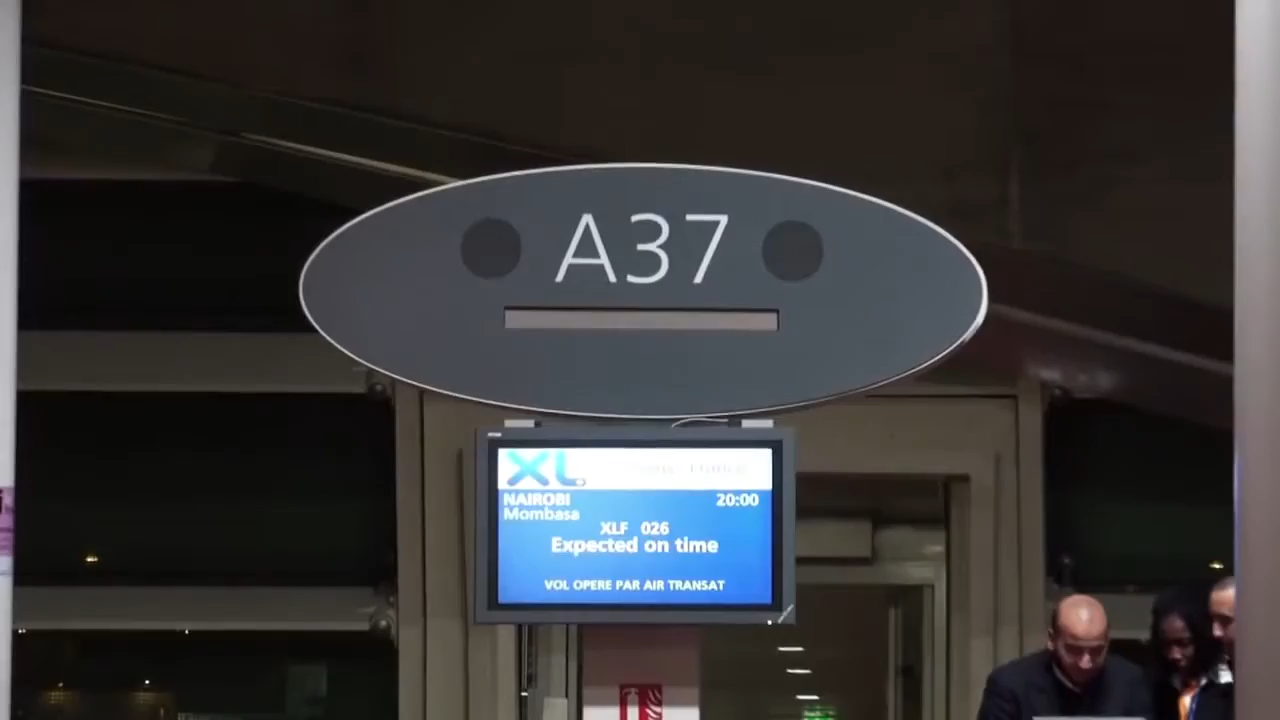 A37
XL
NAIROBI 20:00
Mombasa
XLF 026
Expected on time
VOL OPERE PAR AIR TRANSAT